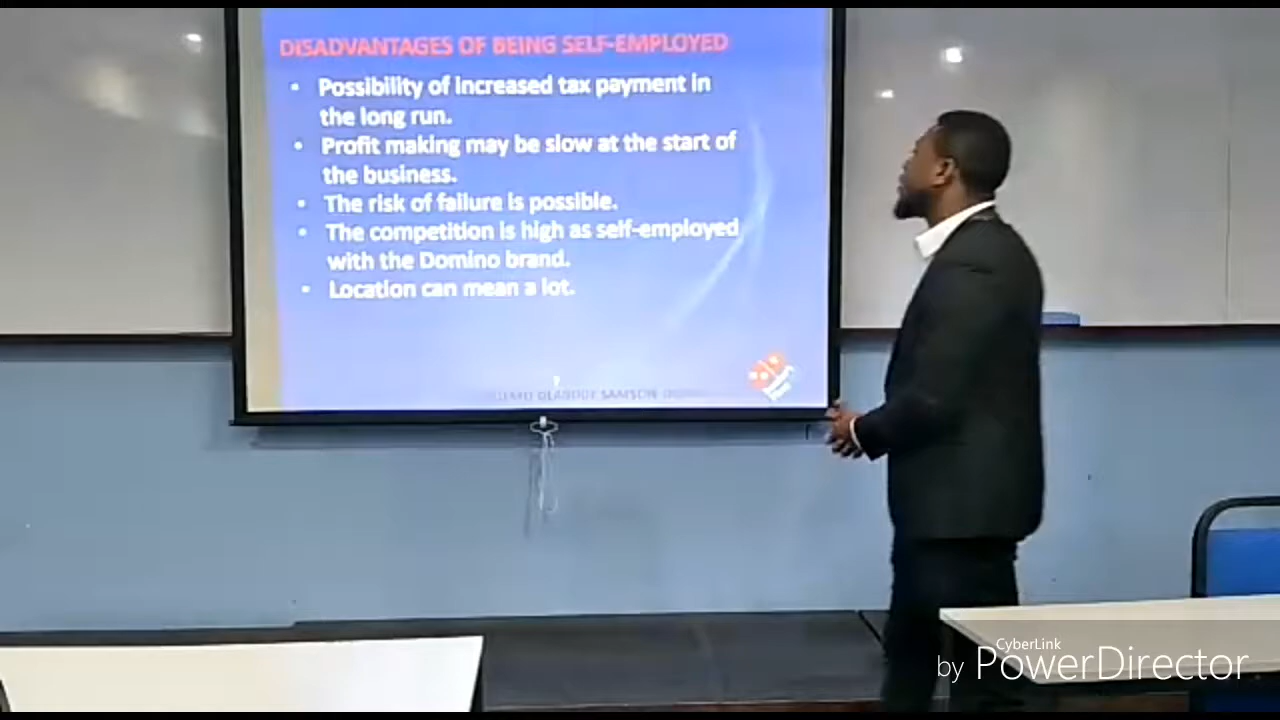 DISADVANTAGES OF BEING SELF-EMPLOYED
• Possibility of increased tax payment in
the long run.
• Profit making may be slow at the start of
the business.
• The risk of failure is possible.
• The competition is high as self-employed
with the Domino brand.
• Location can mean a lot.
CyberLink
by PowerDirector